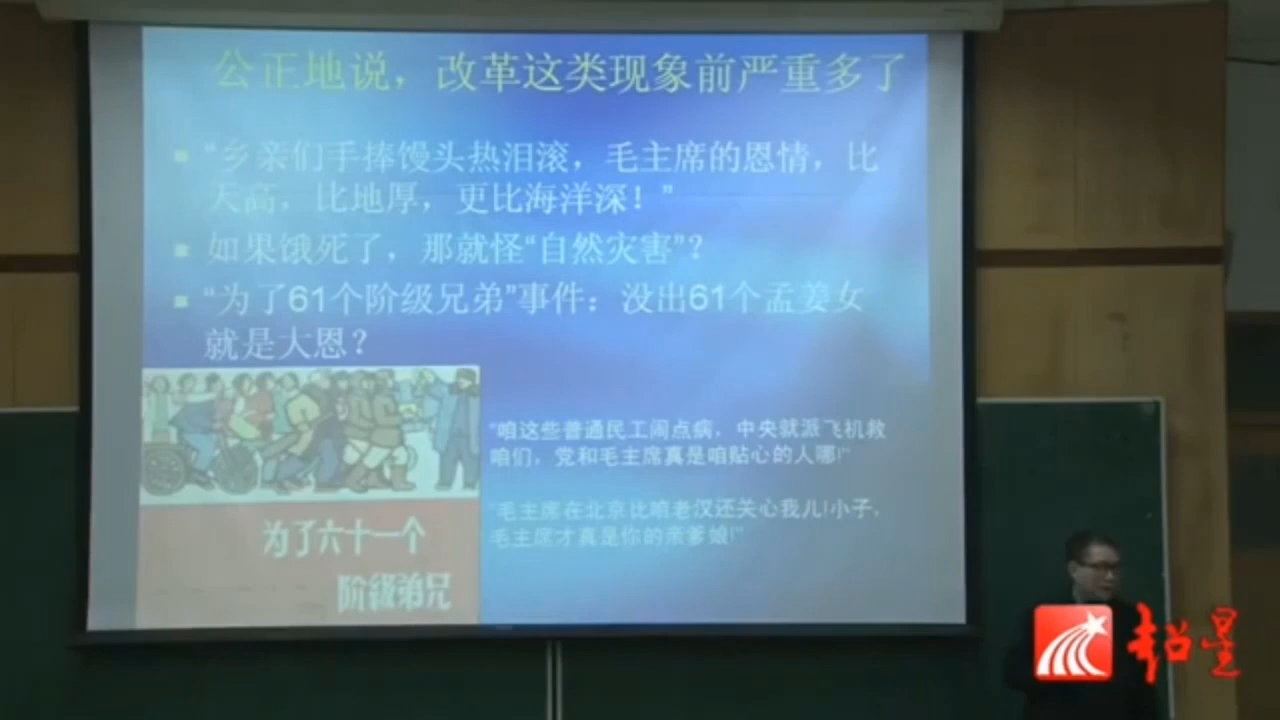 公正地说，改革这类现象前严重多了
“乡亲们手捧馒头热泪滚，毛主席的恩情，比
天高，比地厚，更比海洋深！”
如果饿死了，那就怪“自然灾害”？
“为了61个阶级兄弟”事件：没出61个孟姜女
就是大恩？
“咱这些普通民工闹点病，中央就派飞机救
咱们，党和毛主席真是咱贴心的人哪!”
“毛主席在北京比咱老汉还关心我儿!小子，
毛主席才真是你的亲爹娘!”
为了六十一个
阶级弟兄
超星